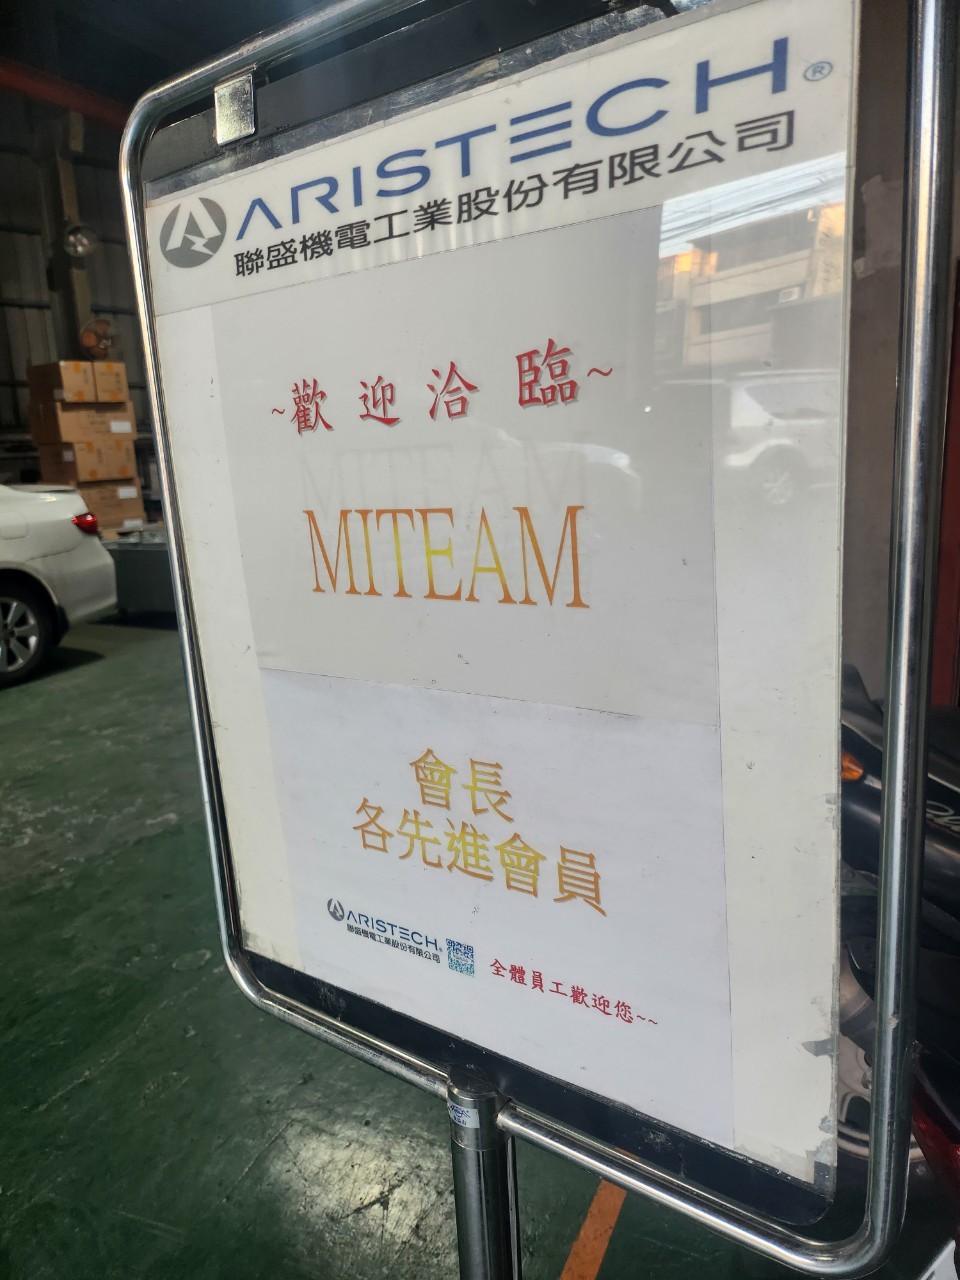 ARISTECH®
聯盛機電工業股份有限公司
~歡迎洽臨~
MITEAM
會長
各先進會員
ARISTECH®
聯盛機電工業股份有限公司
全體員工歡迎您~~